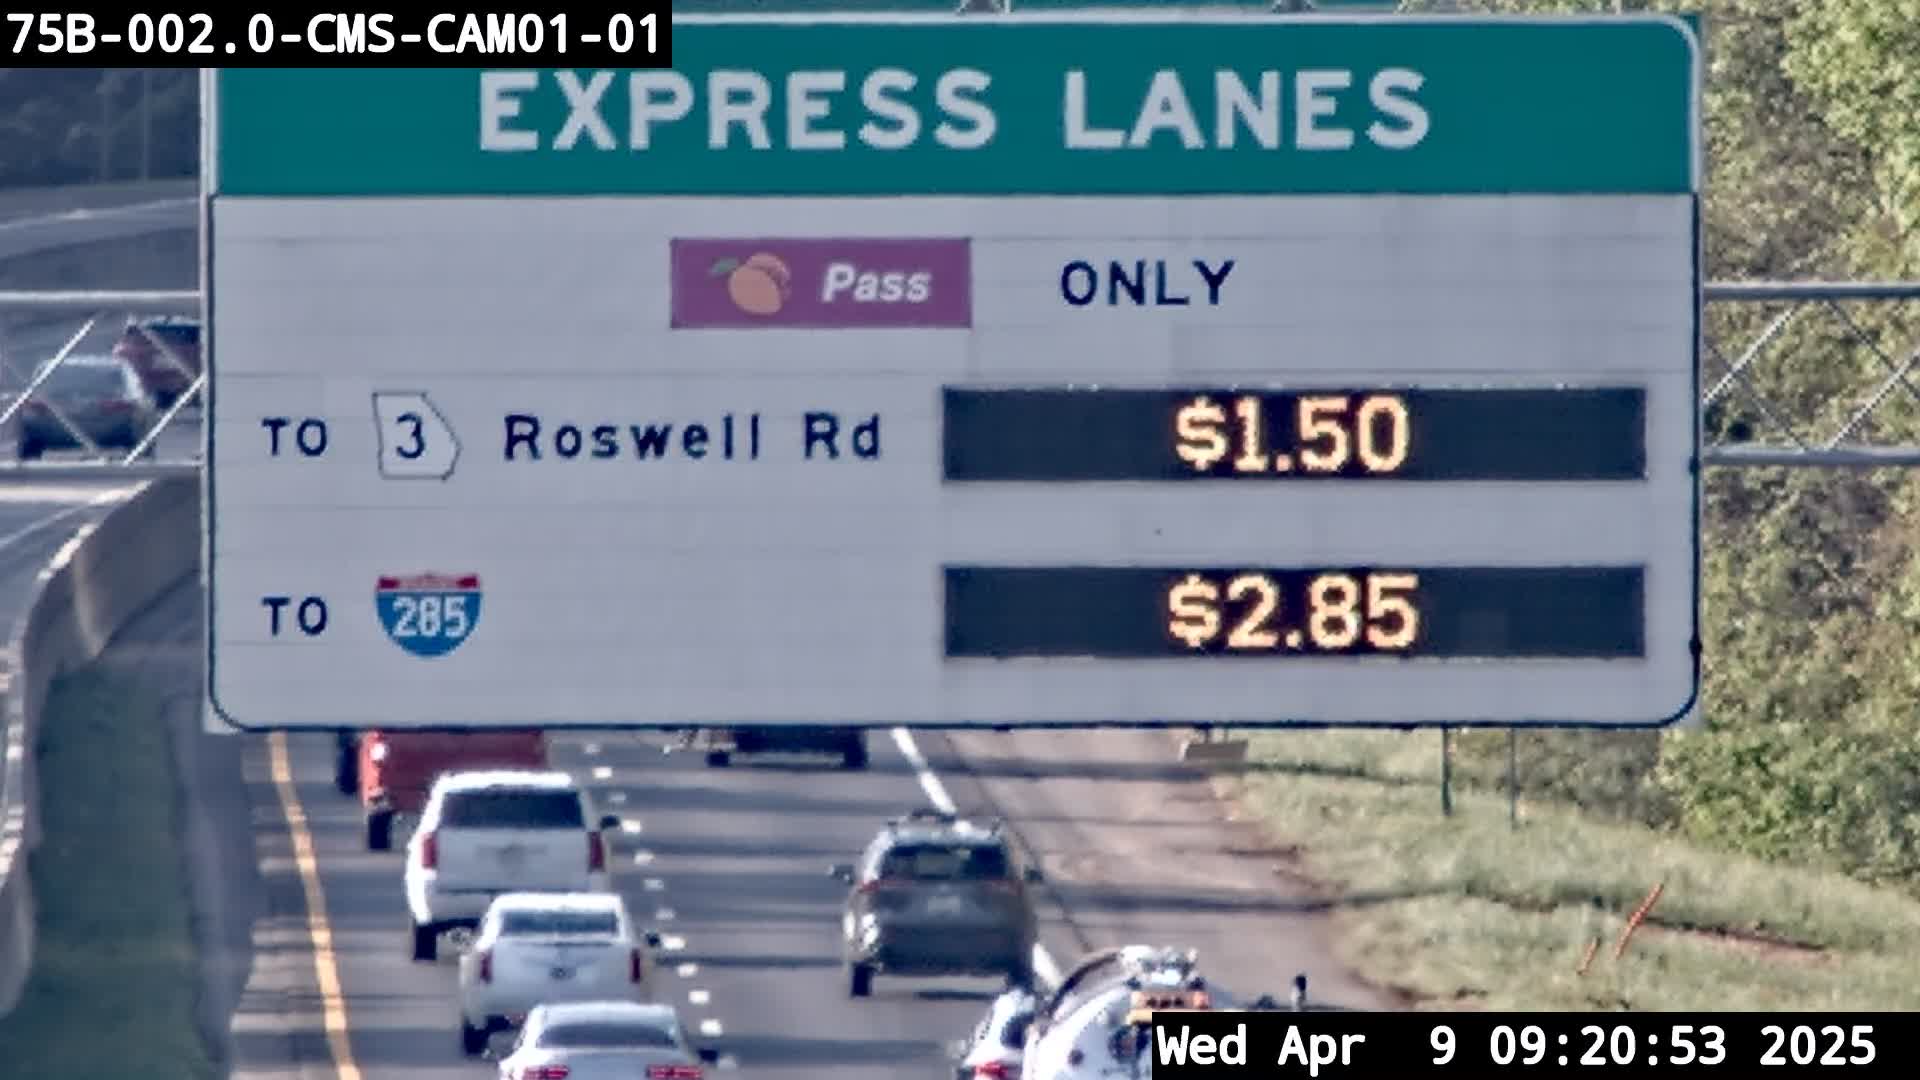 75B-002.0-CMS-CAM01-01
EXPRESS LANES
Pass ONLY
TO 3 Roswell Rd $1.50
TO 285 $2.85
Wed Apr 9 09:20:53 2025